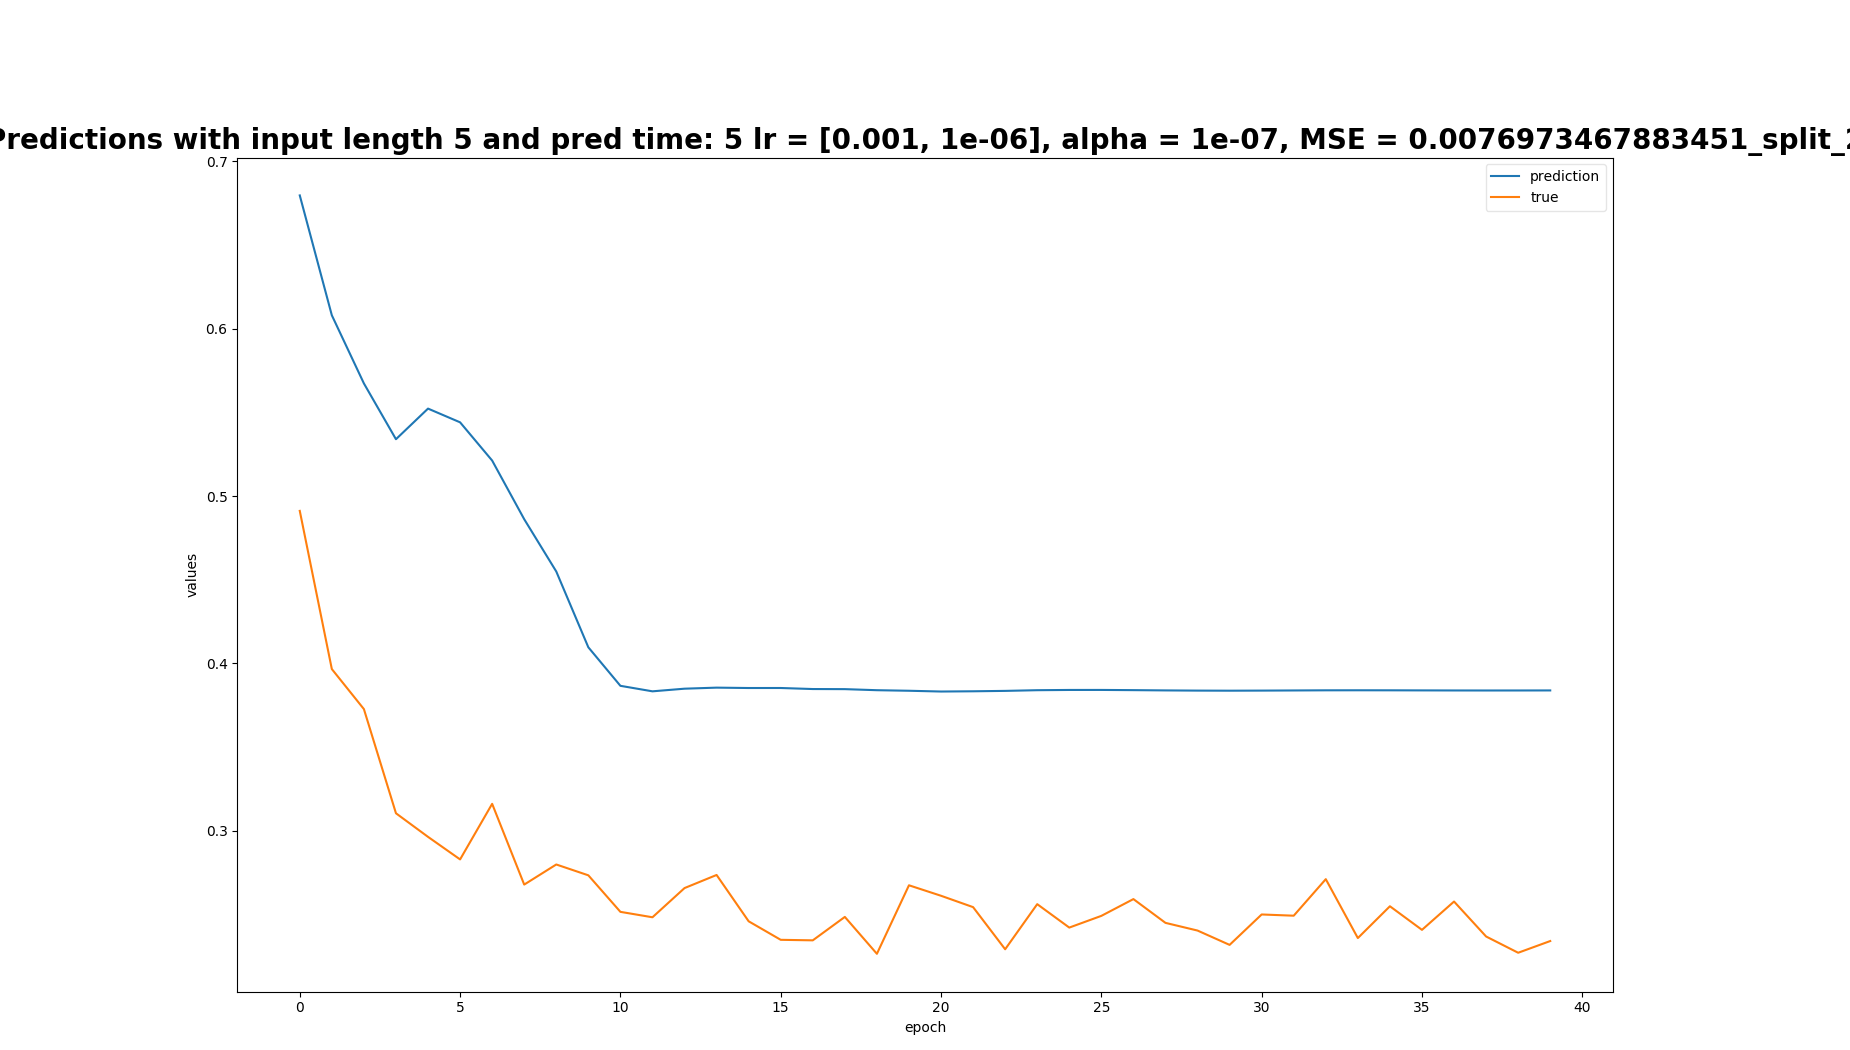 Predictions with input length 5 and pred time: 5 lr = [0.001, 1e-06], alpha = 1e-07, MSE = 0.0076973467883451_split_2
prediction
true
0.7
0.6
0.5
0.4
0.3
values
0 5 10 15 20 25 30 35 40
epoch